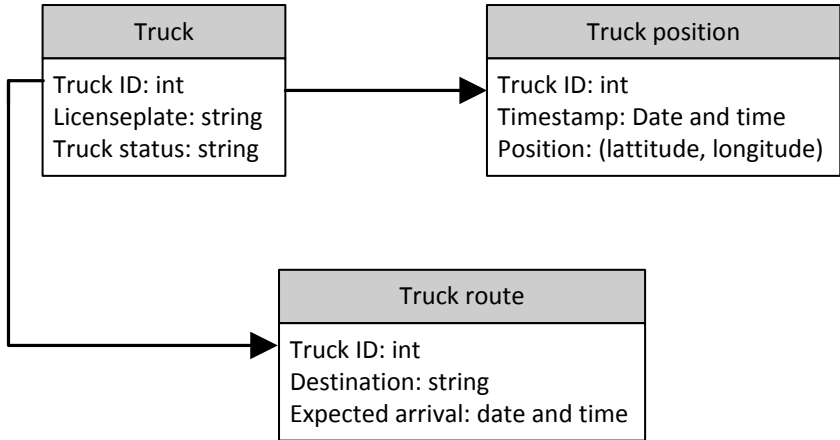 Truck
Truck ID: int
Licenseplate: string
Truck status: string
Truck position
Truck ID: int
Timestamp: Date and time
Position: (lattitude, longitude)
Truck route
Truck ID: int
Destination: string
Expected arrival: date and time